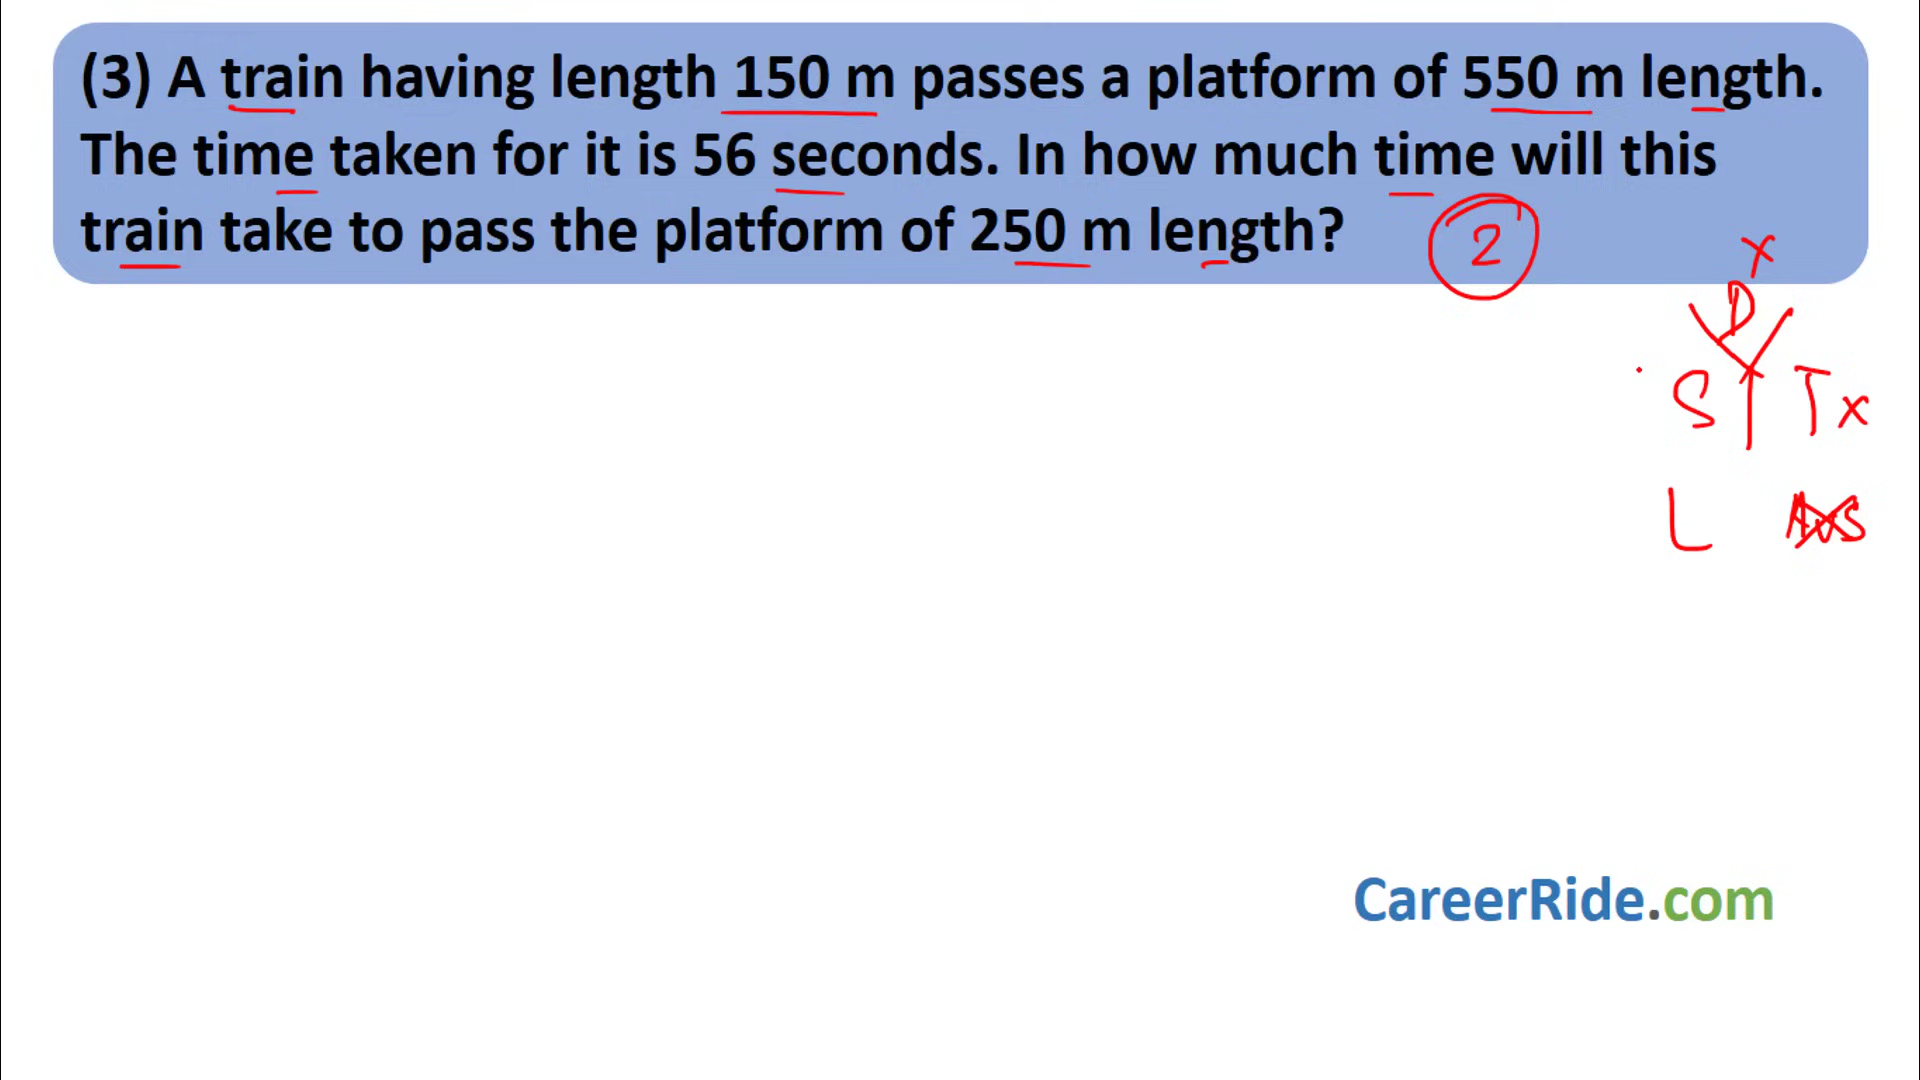 (3) A train having length 150 m passes a platform of 550 m length.
The time taken for it is 56 seconds. In how much time will this
train take to pass the platform of 250 m length?
2
x
D
S T x
L Ans
CareerRide.com